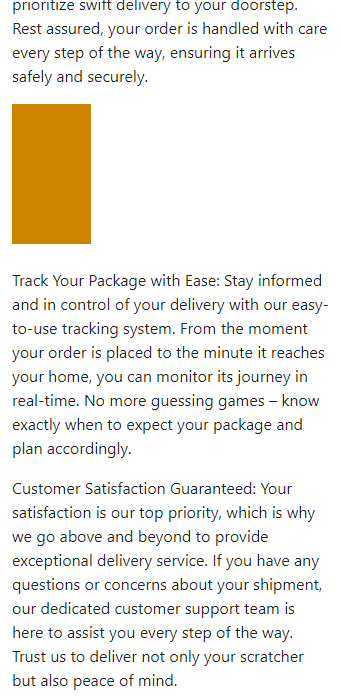 prioritize swift delivery to your doorstep.
Rest assured, your order is handled with care
every step of the way, ensuring it arrives
safely and securely.
Track Your Package with Ease: Stay informed
and in control of your delivery with our easy-
to-use tracking system. From the moment
your order is placed to the minute it reaches
your home, you can monitor its journey in
real-time. No more guessing games – know
exactly when to expect your package and
plan accordingly.
Customer Satisfaction Guaranteed: Your
satisfaction is our top priority, which is why
we go above and beyond to provide
exceptional delivery service. If you have any
questions or concerns about your shipment,
our dedicated customer support team is
here to assist you every step of the way.
Trust us to deliver not only your scratcher
but also peace of mind.